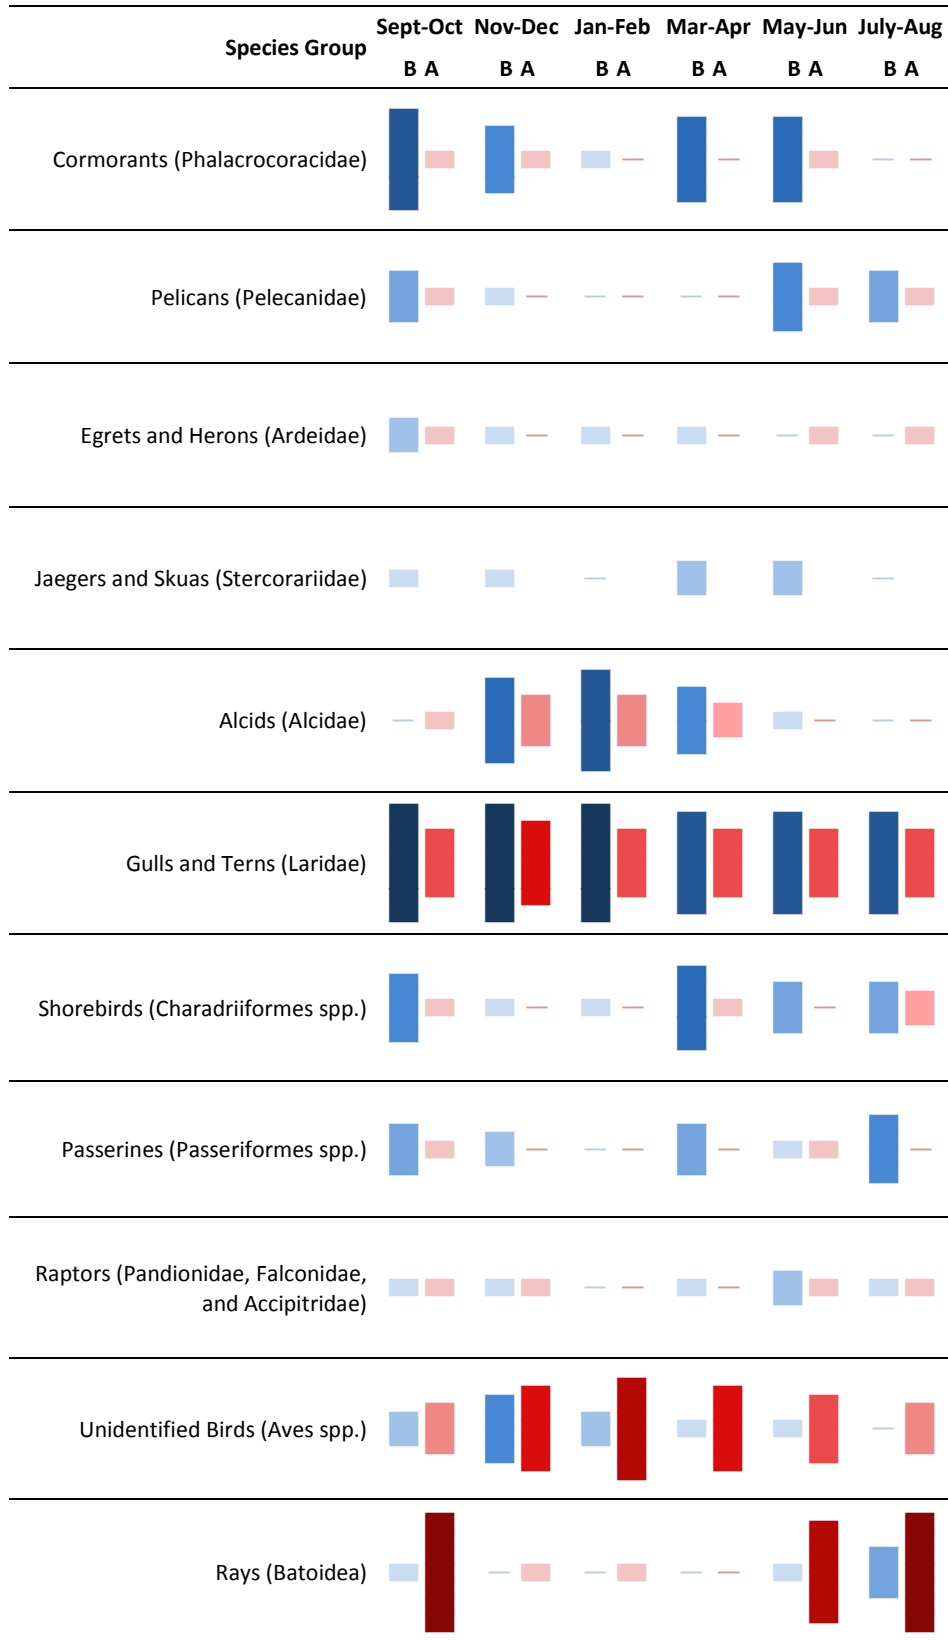 Species Group
Sept-Oct Nov-Dec Jan-Feb Mar-Apr May-Jun July-Aug
B A B A B A B A B A B A
Cormorants (Phalacrocoracidae)
Pelicans (Pelecanidae)
Egrets and Herons (Ardeidae)
Jaegers and Skuas (Stercorariidae)
Alcids (Alcidae)
Gulls and Terns (Laridae)
Shorebirds (Charadriiformes spp.)
Passerines (Passeriformes spp.)
Raptors (Pandionidae, Falconidae,
and Accipitridae)
Unidentified Birds (Aves spp.)
Rays (Batoidea)